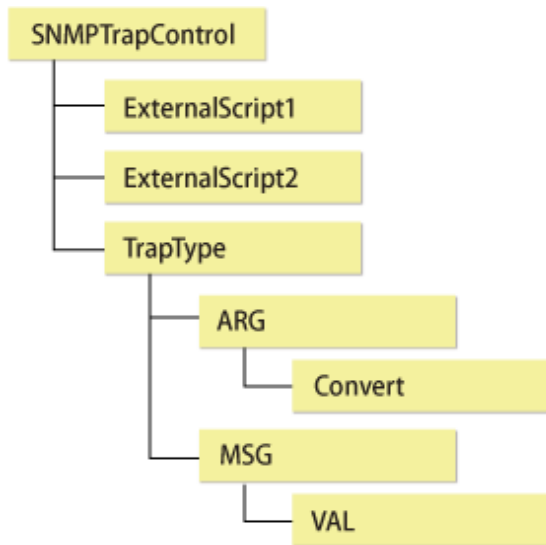 SNMPTrapControl
ExternalScript1
ExternalScript2
TrapType
ARG
Convert
MSG
VAL